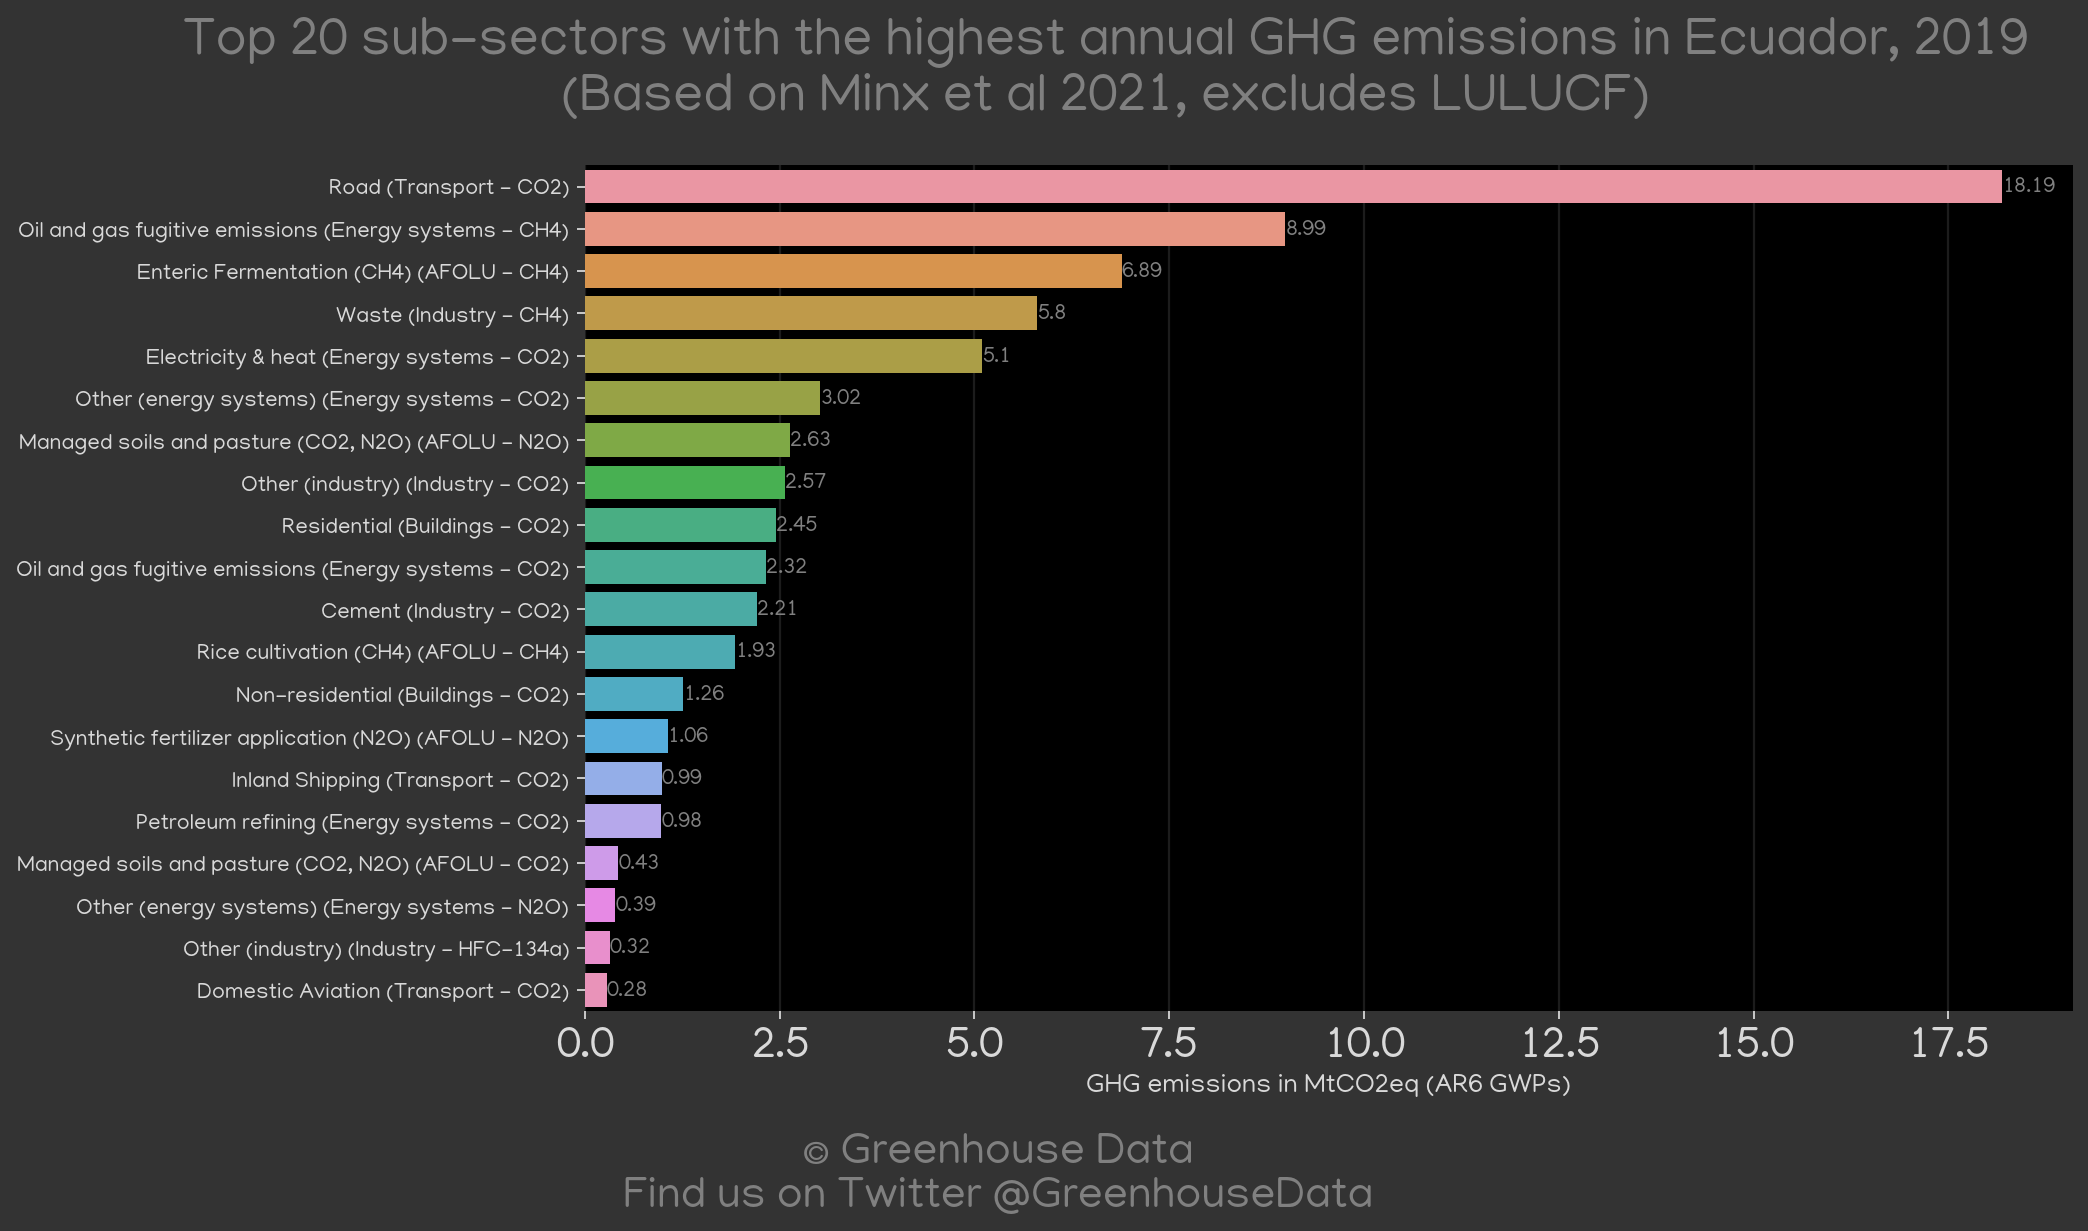 Top 20 sub-sectors with the highest annual GHG emissions in Ecuador, 2019
(Based on Minx et al 2021, excludes LULUCF)
Road (Transport - CO2) 18.19
Oil and gas fugitive emissions (Energy systems - CH4) 8.99
Enteric Fermentation (CH4) (AFOLU - CH4) 6.89
Waste (Industry - CH4) 5.8
Electricity & heat (Energy systems - CO2) 5.1
Other (energy systems) (Energy systems - CO2) 3.02
Managed soils and pasture (CO2, N2O) (AFOLU - N2O) 2.63
Other (industry) (Industry - CO2) 2.57
Residential (Buildings - CO2) 2.45
Oil and gas fugitive emissions (Energy systems - CO2) 2.32
Cement (Industry - CO2) 2.21
Rice cultivation (CH4) (AFOLU - CH4) 1.93
Non-residential (Buildings - CO2) 1.26
Synthetic fertilizer application (N2O) (AFOLU - N2O) 1.06
Inland Shipping (Transport - CO2) 0.99
Petroleum refining (Energy systems - CO2) 0.98
Managed soils and pasture (CO2, N2O) (AFOLU - CO2) 0.43
Other (energy systems) (Energy systems - N2O) 0.39
Other (industry) (Industry - HFC-134a) 0.32
Domestic Aviation (Transport - CO2) 0.28
0.0 2.5 5.0 7.5 10.0 12.5 15.0 17.5
GHG emissions in MtCO2eq (AR6 GWPs)
© Greenhouse Data
Find us on Twitter @GreenhouseData